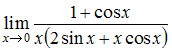 lim x→0 (1+cosx)/(x(2sinx+xcosx))